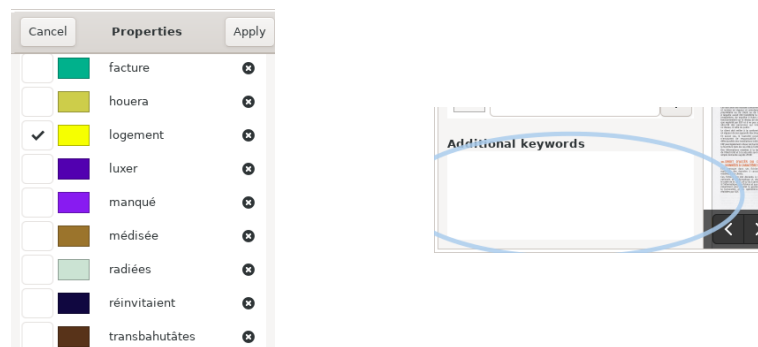 Cancel Properties Apply
facture
houera
logement
luxer
manqué
médisée
radiées
réinvitaient
transbahutâtes
Additional keywords